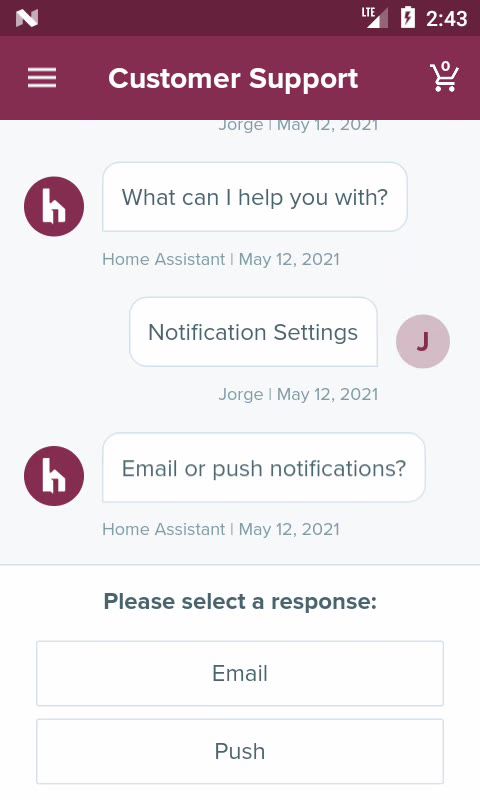 LTE
2:43
Customer Support
0
Jorge | May 12, 2021
h
What can I help you with?
Home Assistant | May 12, 2021
Notification Settings
J
Jorge | May 12, 2021
h
Email or push notifications?
Home Assistant | May 12, 2021
Please select a response:
Email
Push